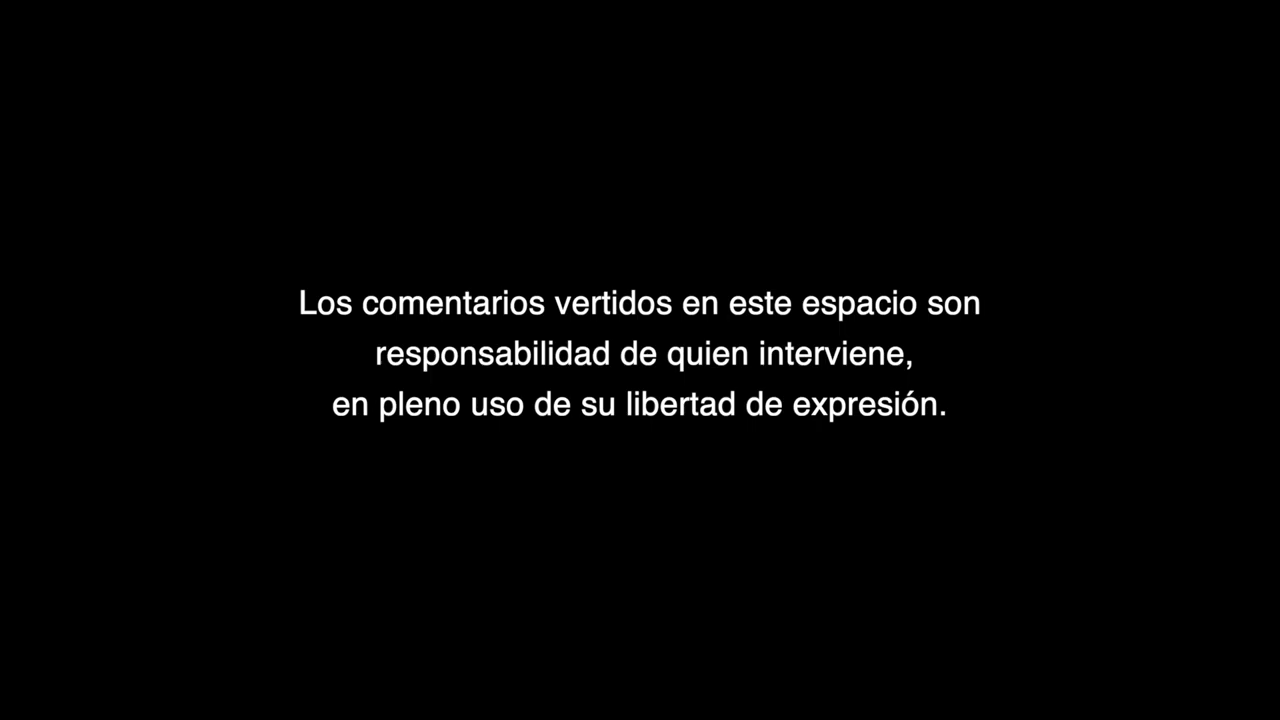 Los comentarios vertidos en este espacio son
responsabilidad de quien interviene,
en pleno uso de su libertad de expresión.